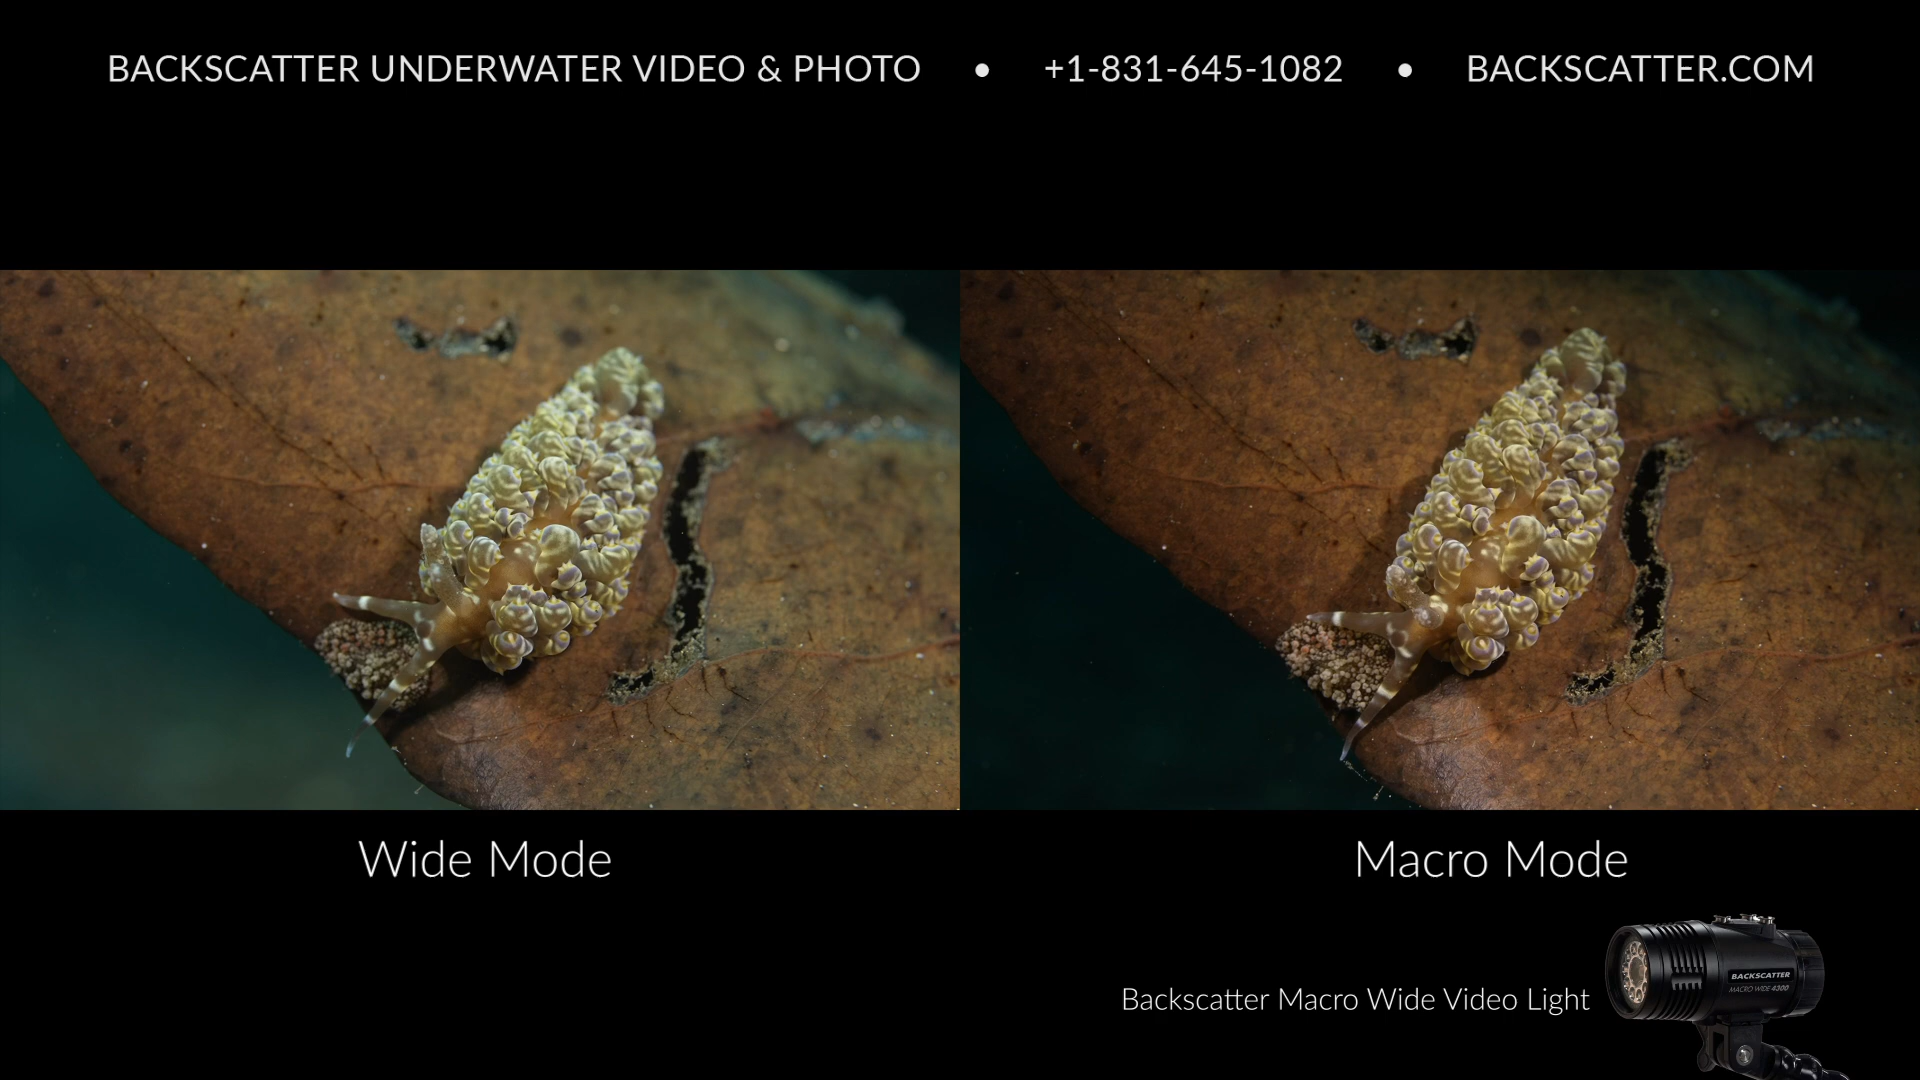 BACKSCATTER UNDERWATER VIDEO & PHOTO • +1-831-645-1082 • BACKSCATTER.COM
Wide Mode
Macro Mode
Backscatter Macro Wide Video Light
BACKSCATTER
MACRO WIDE 4300